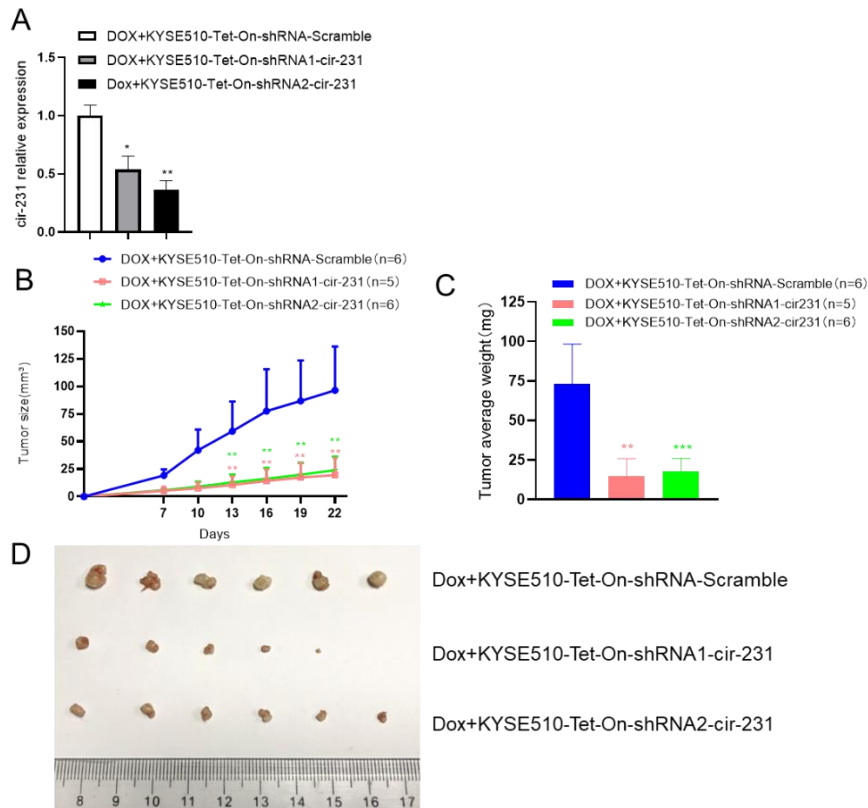 A
DOX+KYSE510-Tet-On-shRNA-Scramble
DOX+KYSE510-Tet-On-shRNA1-cir-231
Dox+KYSE510-Tet-On-shRNA2-cir-231
cir-231 relative expression
1.5
1.0
0.5
0.0
*
**
B
DOX+KYSE510-Tet-On-shRNA-Scramble(n=6)
DOX+KYSE510-Tet-On-shRNA1-cir-231(n=5)
DOX+KYSE510-Tet-On-shRNA2-cir-231(n=6)
Tumor size(mm³)
150
125
100
75
50
25
0
** ** ** **
** ** ** **
7 10 13 16 19 22
Days
C
DOX+KYSE510-Tet-On-shRNA-Scramble(n=6)
DOX+KYSE510-Tet-On-shRNA1-cir231(n=5)
DOX+KYSE510-Tet-On-shRNA2-cir231(n=6)
Tumor average weight(mg)
125
100
75
50
25
0
** ***
D
Dox+KYSE510-Tet-On-shRNA-Scramble
Dox+KYSE510-Tet-On-shRNA1-cir-231
Dox+KYSE510-Tet-On-shRNA2-cir-231
8 9 10 11 12 13 14 15 16 17